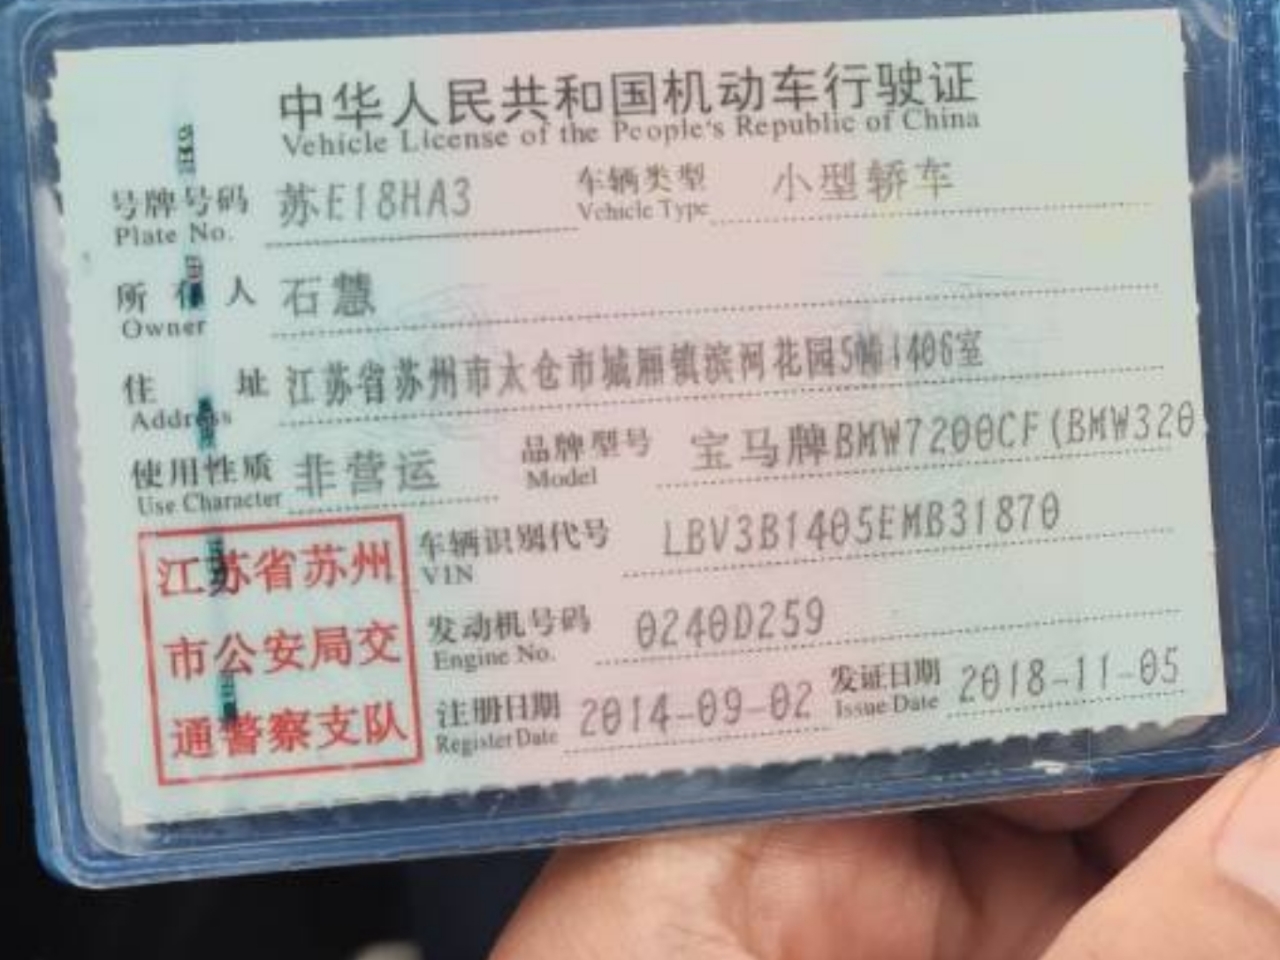 中华人民共和国机动车行驶证
Vehicle License of the People's Republic of China
号牌号码 苏E18HA3 车辆类型 小型轿车
Plate No. Vehicle Type
所有人 石慧
Owner
住址 江苏省苏州市太仓市城厢镇滨河花园5幢1406室
Address
使用性质 非营运 品牌型号 宝马牌BMW7200CF(BMW320
Use Character Model
江苏省苏州
市公安局交
通警察支队
车辆识别代号 LBV3B1405EMB31870
VIN
发动机号码 0240D259
Engine No.
注册日期 2014-09-02 发证日期 2018-11-05
Register Date Issue Date